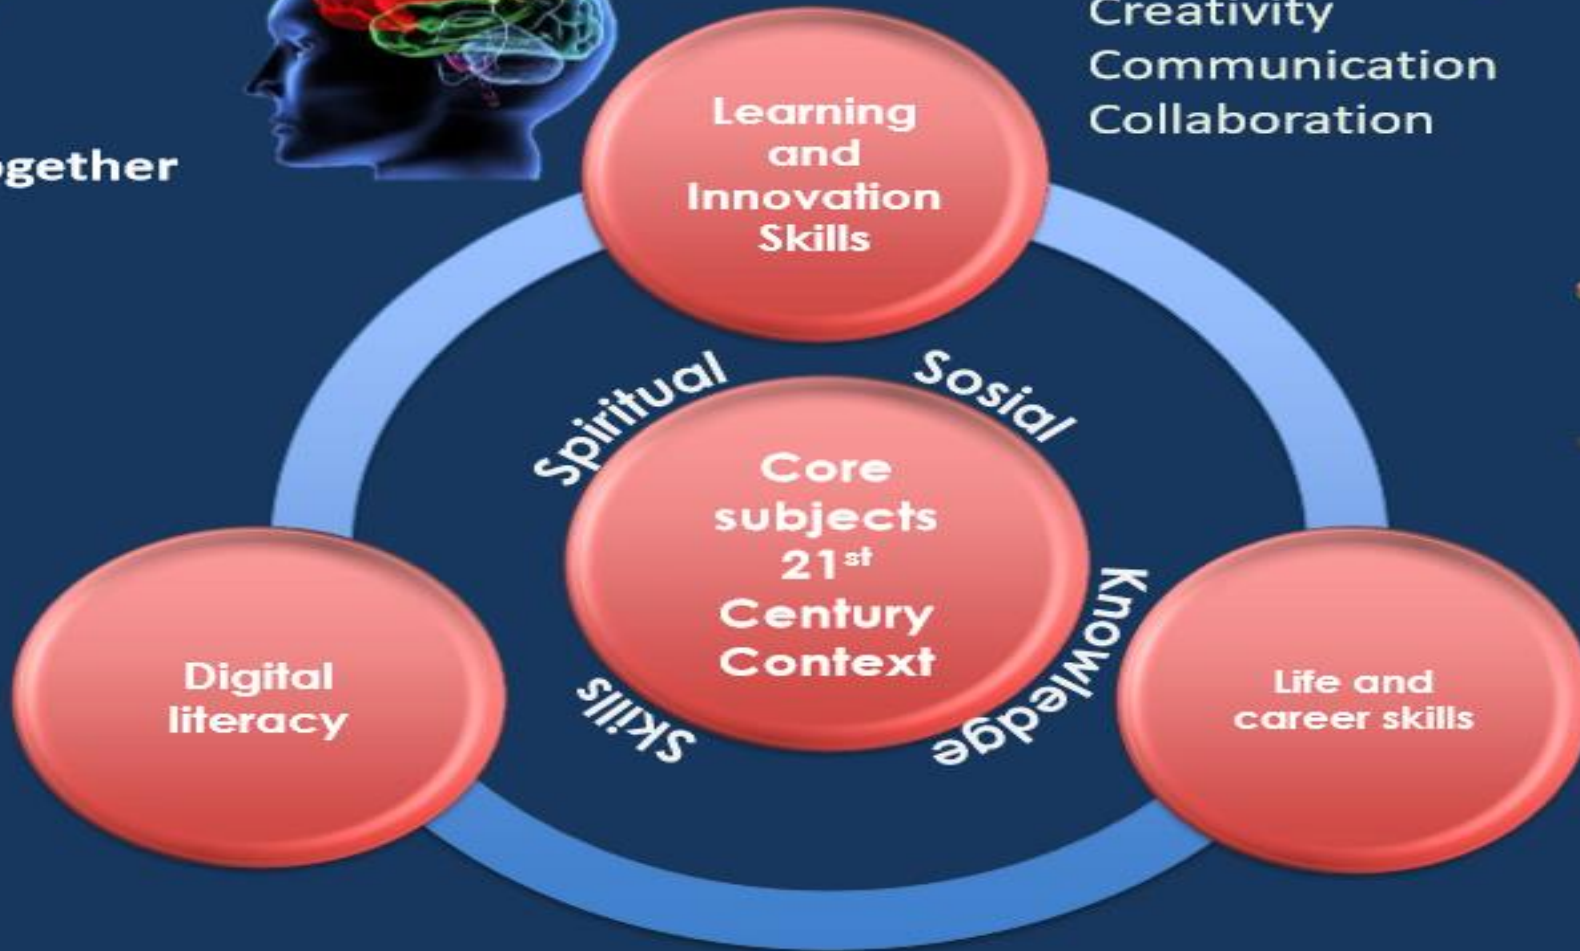 Creativity
Communication
Collaboration
Learning
and
Innovation
Skills
Spiritual
Sosial
Core
subjects
21st
Century
Context
Knowledge
Skills
Digital
literacy
Life and
career skills